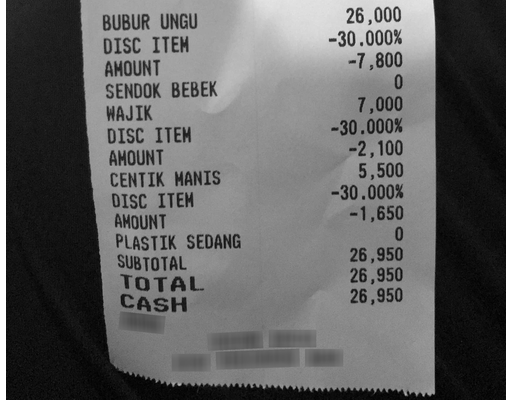 BUBUR UNGU 26,000
DISC ITEM -30.000%
AMOUNT -7,800
SENDOK BEBEK 0
WAJIK 7,000
DISC ITEM -30.000%
AMOUNT -2,100
CENTIK MANIS 5,500
DISC ITEM -30.000%
AMOUNT -1,650
PLASTIK SEDANG 0
SUBTOTAL 26,950
TOTAL 26,950
CASH 26,950